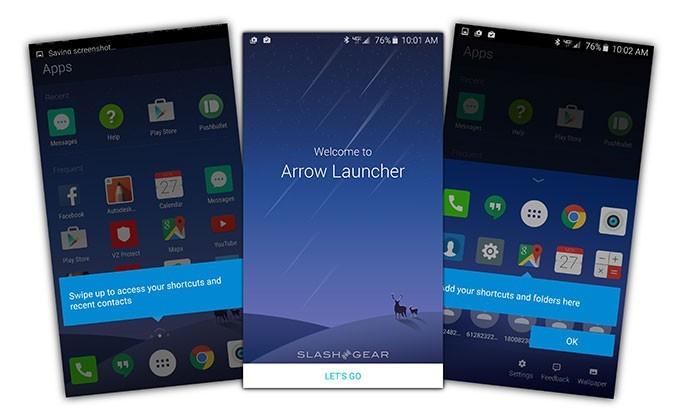 Saving screenshot...
Apps
Recent
Messages
Help
Play Store
Pushbullet
Frequent
Facebook
Autodesk...
27
Calendar
Messages
Play Store
VZ Protect
Maps
YouTube
Swipe up to access your shortcuts and
recent contacts
76% 10:01 AM
Welcome to
Arrow Launcher
SLASHGEAR
LET'S GO
76% 10:02 AM
Apps
Recent
Messages
Help
Play Store
Pushbullet
Frequent
27
Add your shortcuts and folders here
OK
Settings
Feedback
Wallpaper